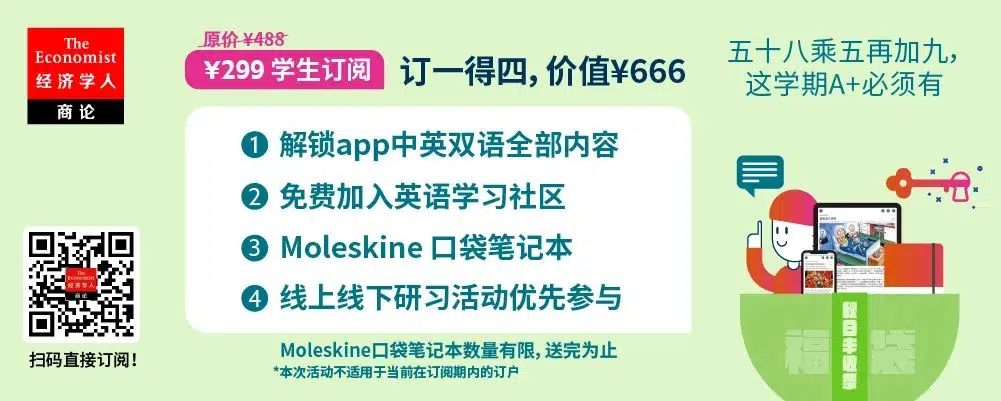 The
Economist
经济学人
商论
原价 ¥488
¥299 学生订阅
订一得四, 价值¥666
五十八乘五再加九,
这学期A+必须有
1 解锁app中英双语全部内容
2 免费加入英语学习社区
3 Moleskine 口袋笔记本
4 线上线下研习活动优先参与
The
Economist
经济学人
商论
扫码直接订阅!
Moleskine口袋笔记本数量有限, 送完为止
*本次活动不适用于当前在订阅期内的订户
秋日丰收季
福袋